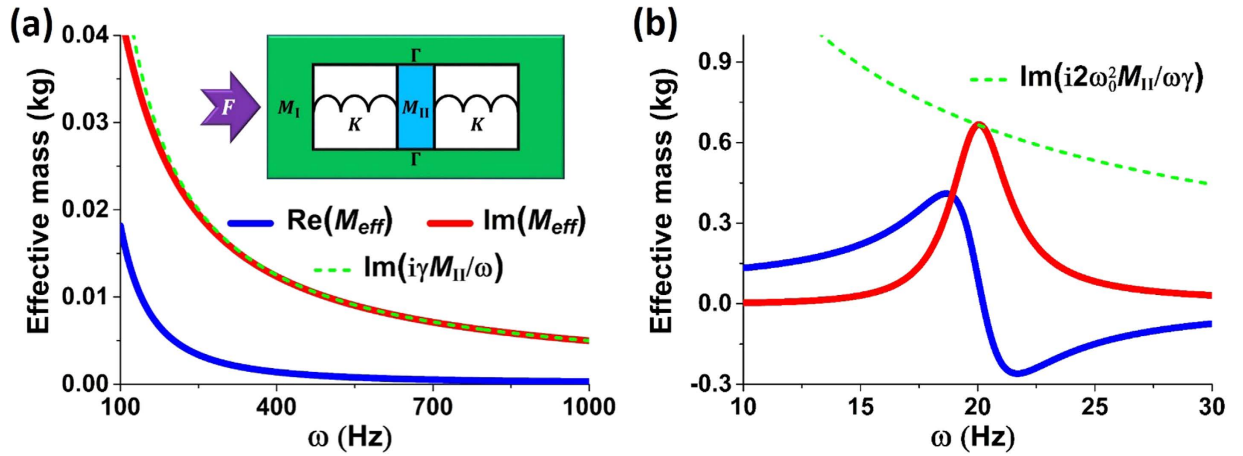 (a)
Effective mass (kg)
0.04
0.03
0.02
0.01
0.00
100
400
700
1000
ω (Hz)
F
M_I
Γ
K
M_II
K
Γ
Re(M_eff)
Im(M_eff)
Im(iγM_II/ω)
(b)
Effective mass (kg)
0.9
0.6
0.3
0.0
-0.3
10
15
20
25
30
ω (Hz)
Im(i2ω₀²M_II/ωγ)